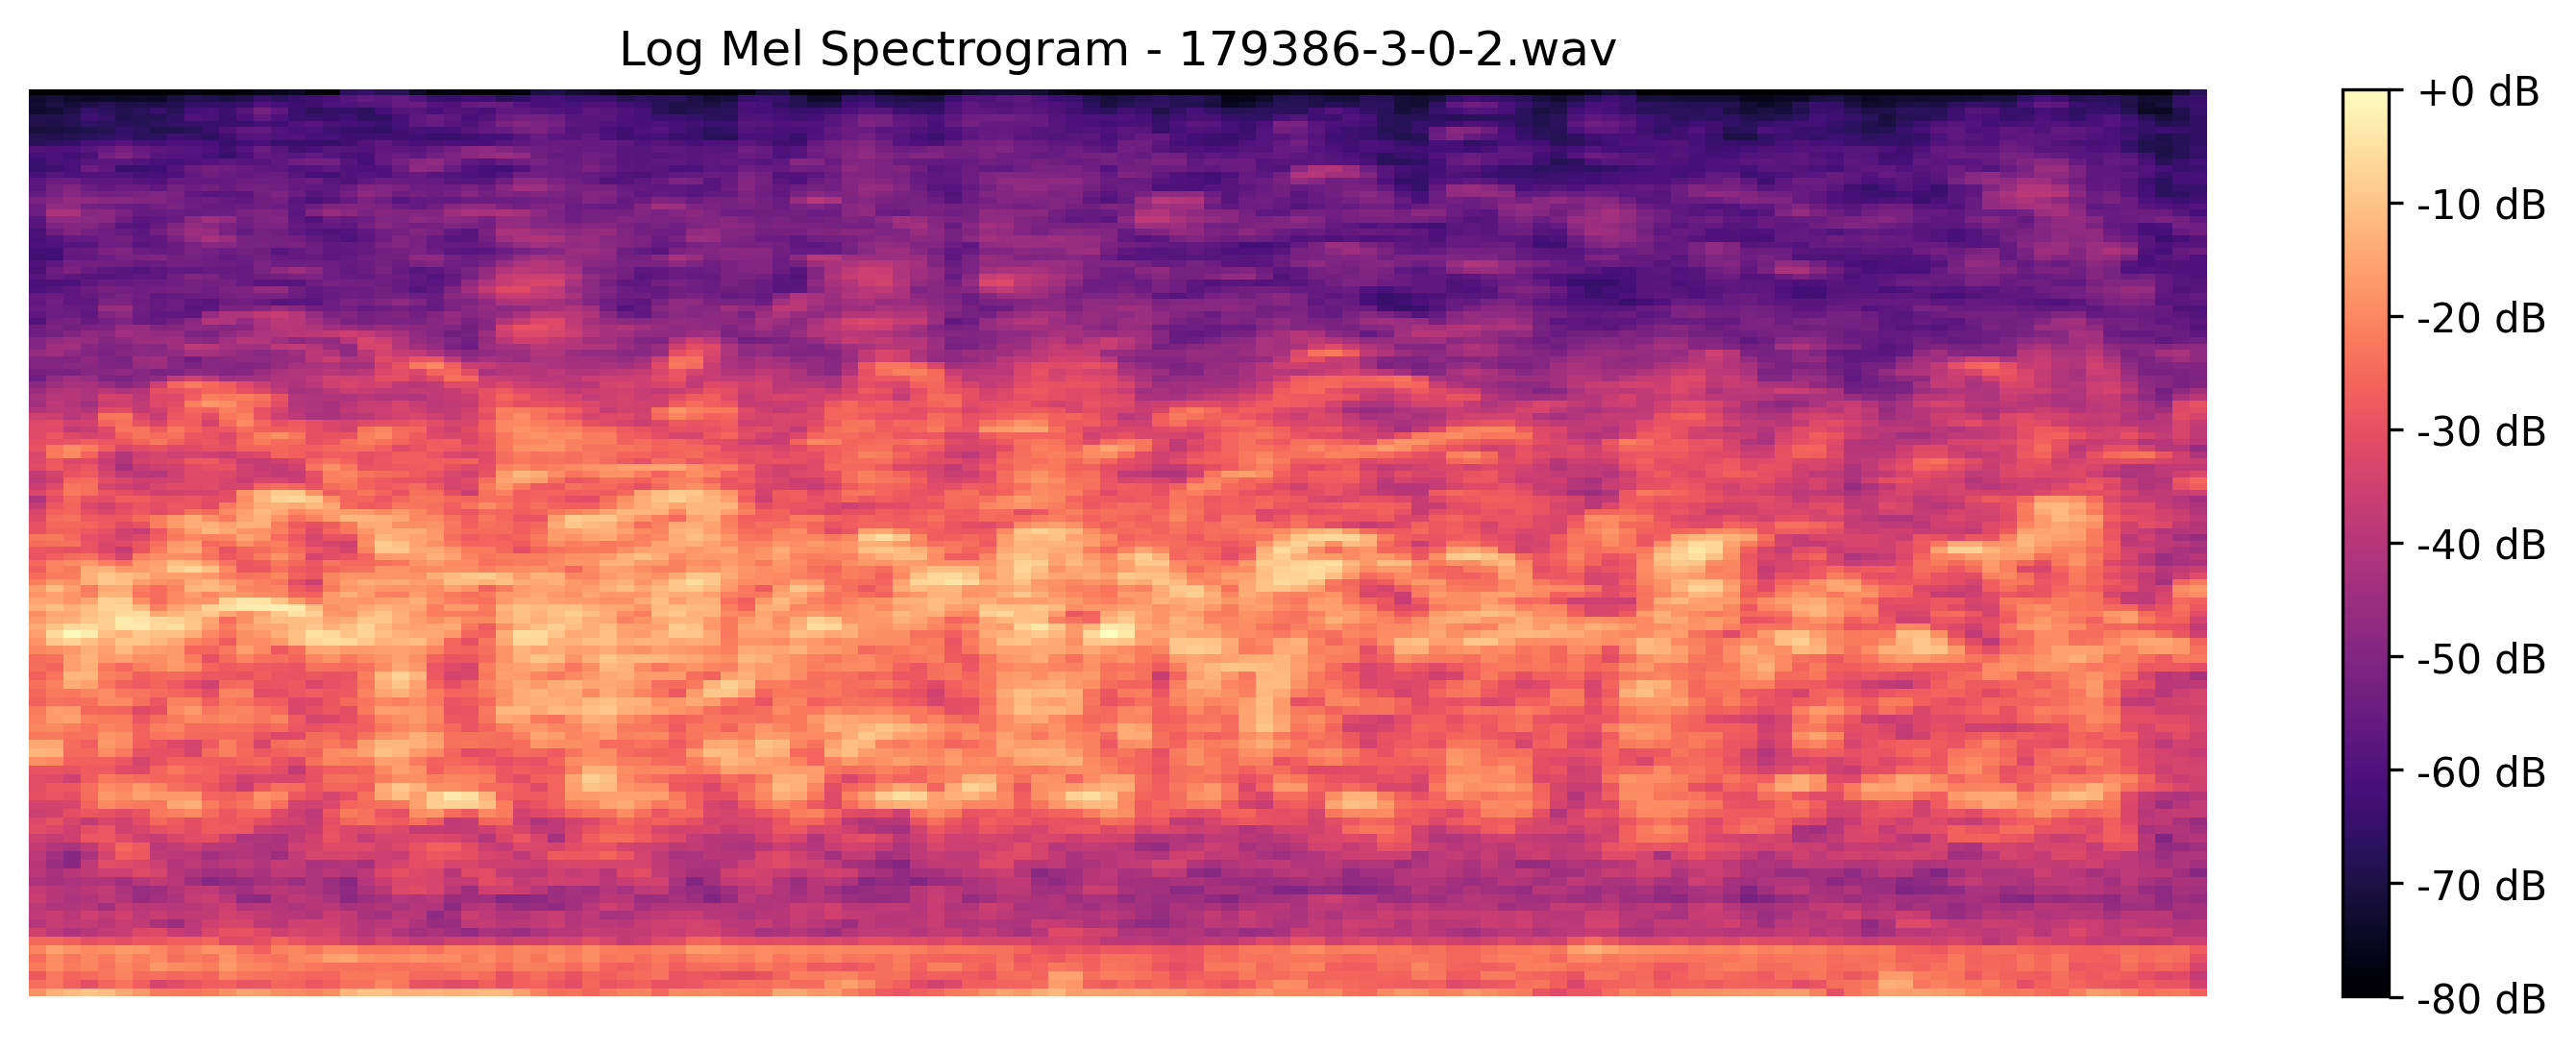 Log Mel Spectrogram - 179386-3-0-2.wav
+0 dB
-10 dB
-20 dB
-30 dB
-40 dB
-50 dB
-60 dB
-70 dB
-80 dB